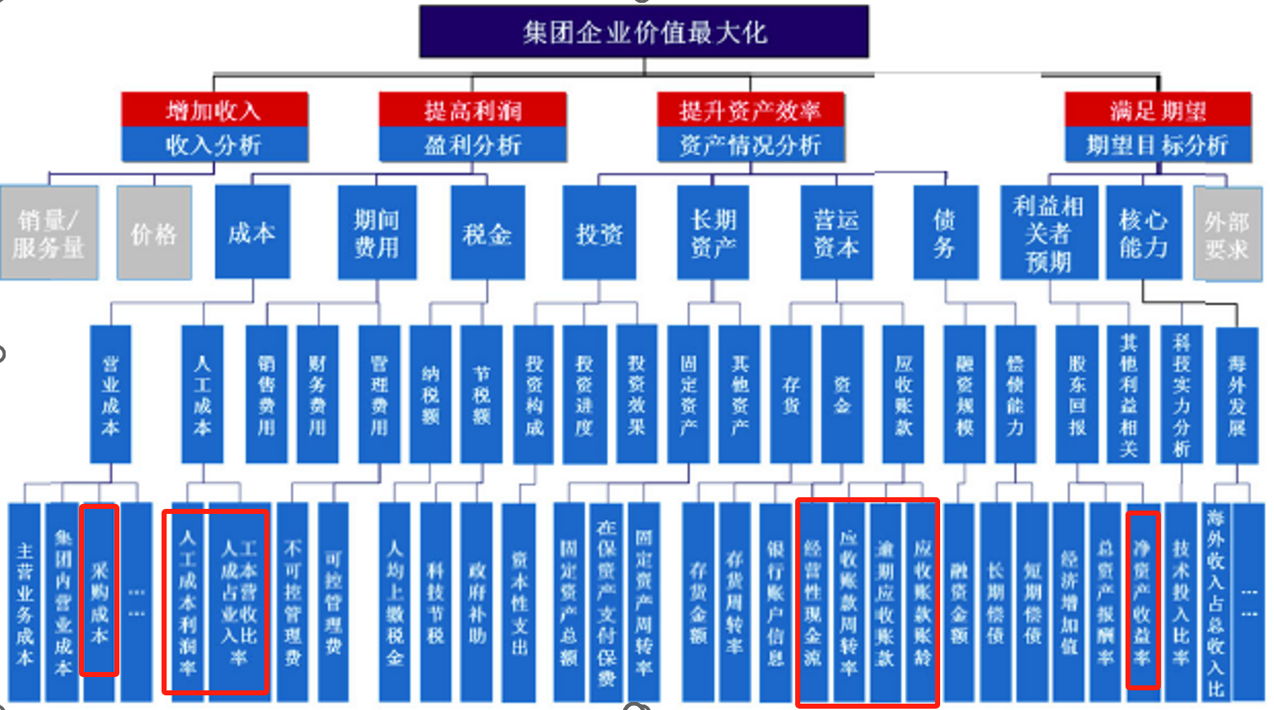 集团企业价值最大化
增加收入
收入分析
提高利润
盈利分析
提升资产效率
资产情况分析
满足期望
期望目标分析
销量/
服务量
价格
成本
期间
费用
税金
投资
长期
资产
营运
资本
债
务
利益相
关者
预期
核心
能力
外部
要求
营业成本
人工成本
销售费用
财务费用
管理费用
纳税额
节税额
投资构成
投资进度
投资效果
固定资产
其他资产
存货
资金
应收账款
融资规模
偿债能力
股东回报
其他利益相关
科技实力分析
海外发展
主营业务成本
集团内营业成本
采购成本
……
人工成本利润率
人工成本占营业收入比率
不可控管理费
可控管理费
人均上缴税金
科技节税
政府补助
资本性支出
固定资产总额
在保资产支付保费
固定资产周转率
存货金额
存货周转率
银行账户信息
经营性现金流
应收账款周转率
逾期应收账款
应收账款账龄
融资金额
长期偿债
短期偿债
经济增加值
总资产报酬率
净资产收益率
技术投入比率
海外收入占总收入比
……